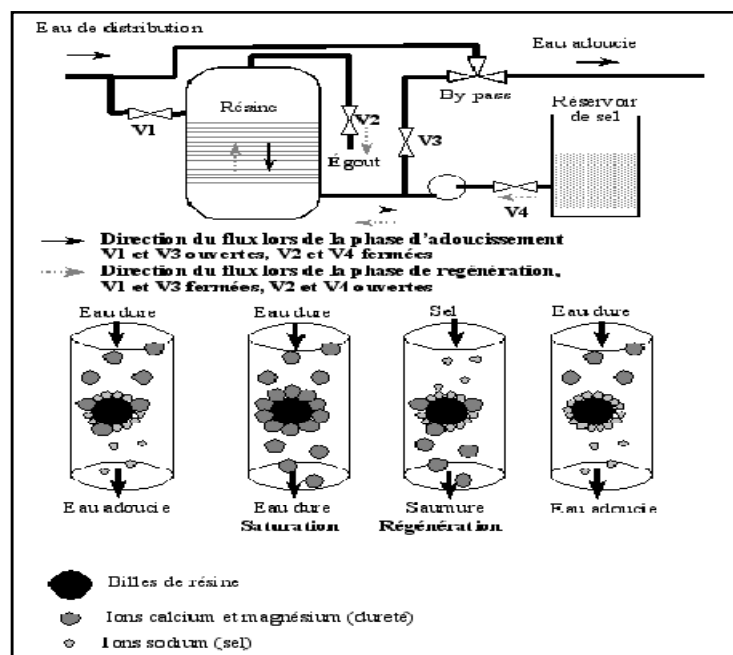 Eau de distribution
Eau adoucie
Résine
By pass
Réservoir
de sel
V1
V2
Égout
V3
V4
Direction du flux lors de la phase d'adoucissement
V1 et V3 ouvertes, V2 et V4 fermées
Direction du flux lors de la phase de regénération,
V1 et V3 fermées, V2 et V4 ouvertes
Eau dure
Eau dure
Sel
Eau dure
Eau adoucie
Eau dure
Saumure
Eau adoucie
Saturation
Régénération
Billes de résine
Ions calcium et magnésium (dureté)
Ions sodium (sel)